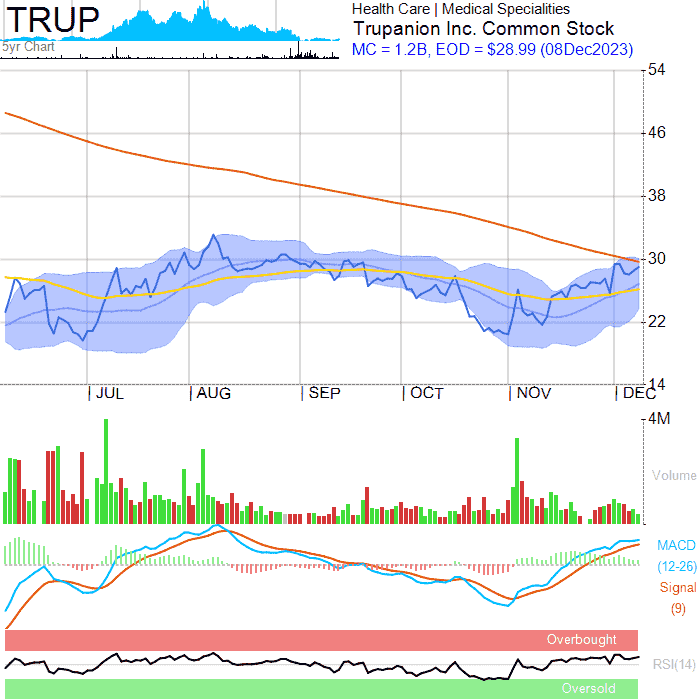 TRUP
5yr Chart
Health Care | Medical Specialities
Trupanion Inc. Common Stock
MC = 1.2B, EOD = $28.99 (08Dec2023)
54
46
38
30
22
14
JUL
AUG
SEP
OCT
NOV
DEC
4M
Volume
MACD
(12-26)
Signal
(9)
Overbought
RSI(14)
Oversold